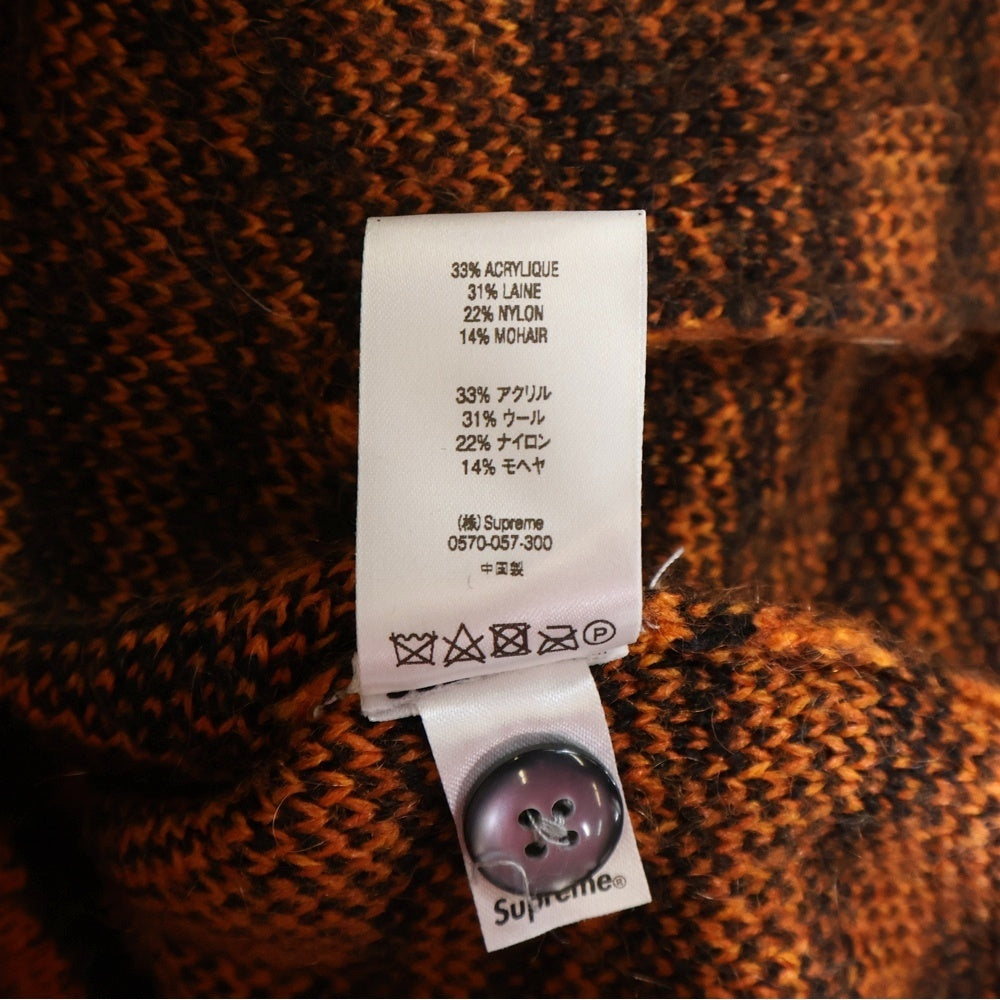 33% ACRYLIQUE
31% LAINE
22% NYLON
14% MOHAIR
33% アクリル
31% ウール
22% ナイロン
14% モヘヤ
(株)Supreme
0570-057-300
中国製
P
Supreme®